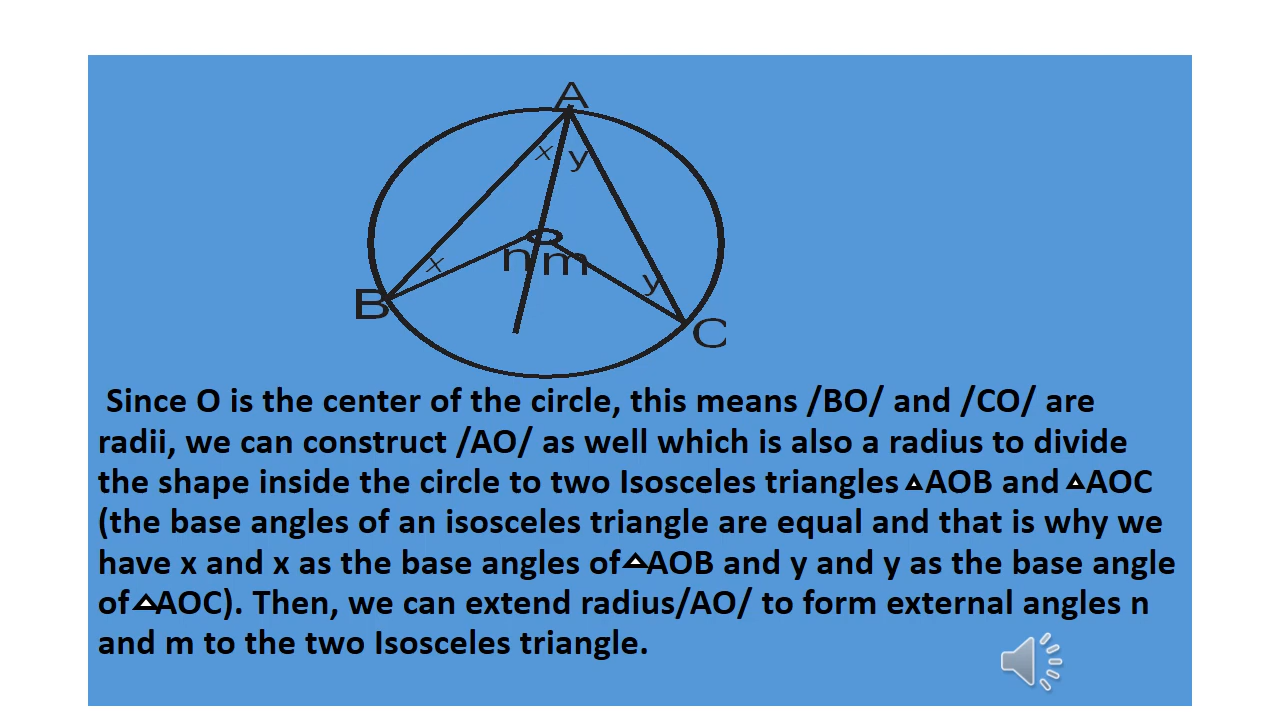 A
x y
n m
x y
B
C
Since O is the center of the circle, this means /BO/ and /CO/ are
radii, we can construct /AO/ as well which is also a radius to divide
the shape inside the circle to two Isosceles triangles △AOB and △AOC
(the base angles of an isosceles triangle are equal and that is why we
have x and x as the base angles of △AOB and y and y as the base angle
of △AOC). Then, we can extend radius/AO/ to form external angles n
and m to the two Isosceles triangle.